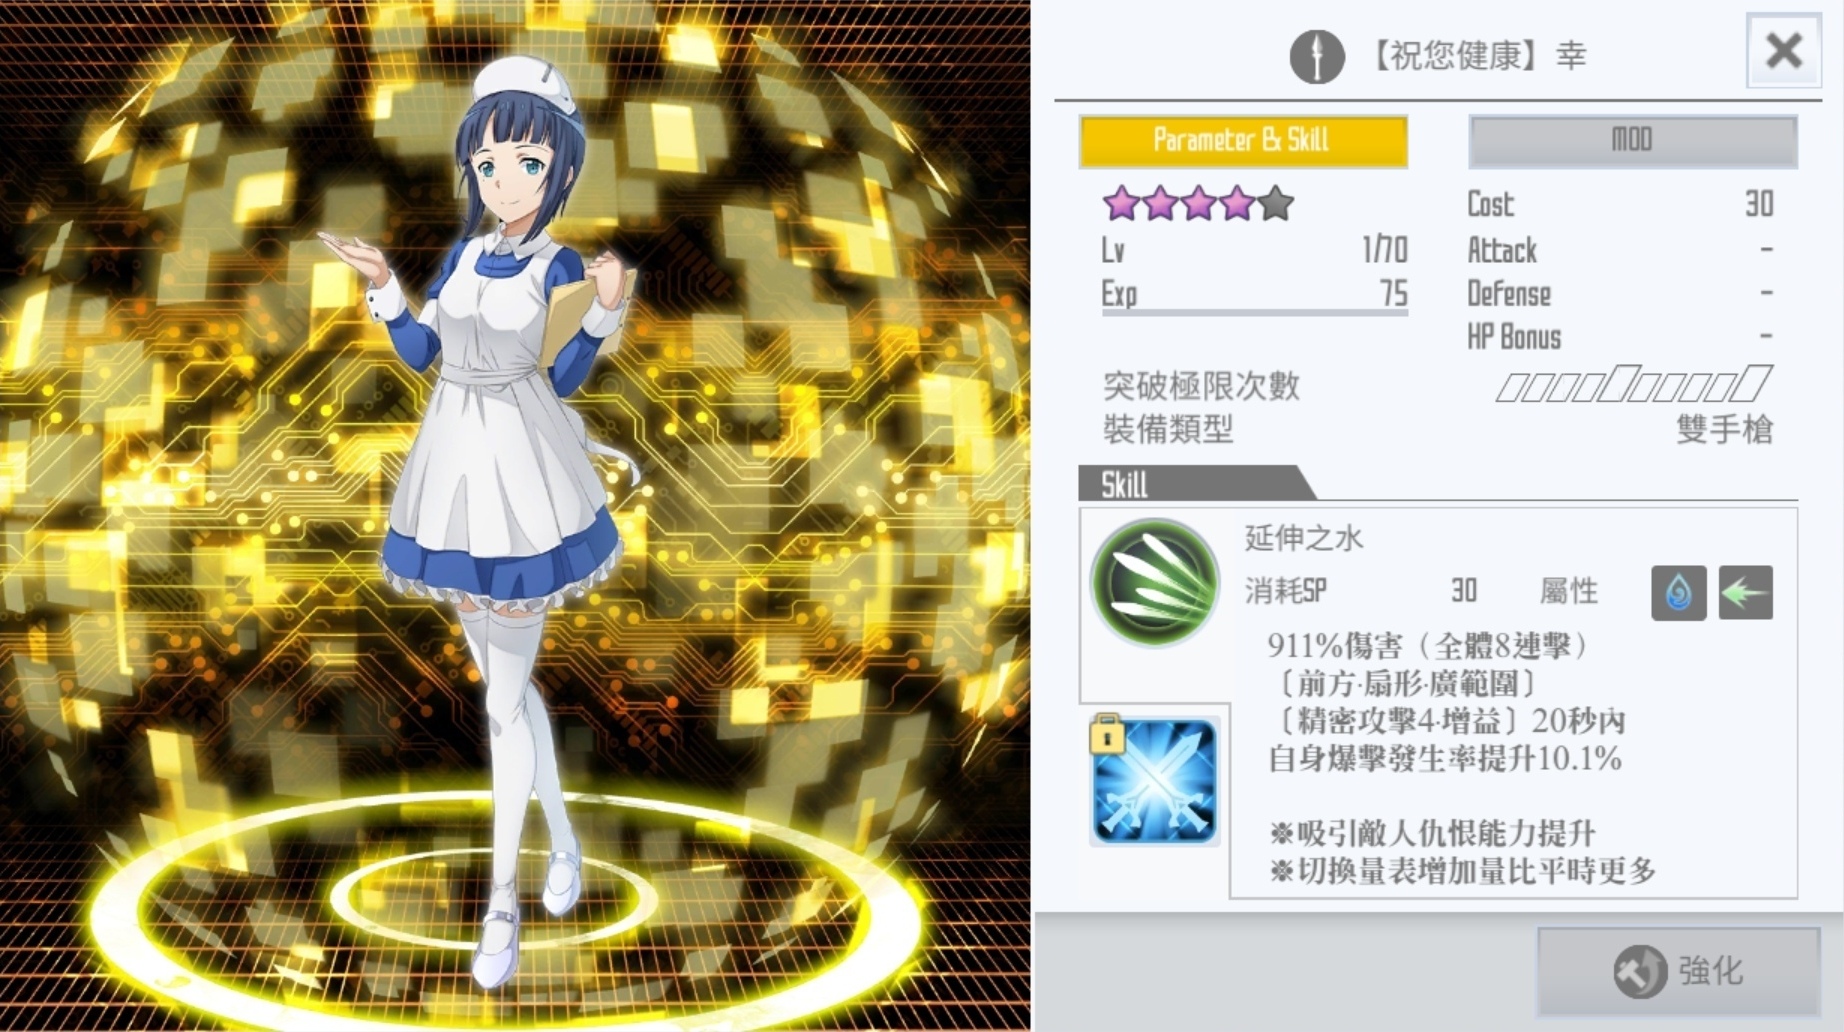 【祝您健康】幸
Parameter & Skill
MOD
Lv 1/70
Exp 75
Cost 30
Attack -
Defense -
HP Bonus -
突破極限次數
裝備類型 雙手槍
Skill
延伸之水
消耗SP 30 屬性
911%傷害（全體8連擊）
〔前方·扇形·廣範圍〕
〔精密攻擊4·增益〕20秒內
自身爆擊發生率提升10.1%
※吸引敵人仇恨能力提升
※切換量表增加量比平時更多
強化